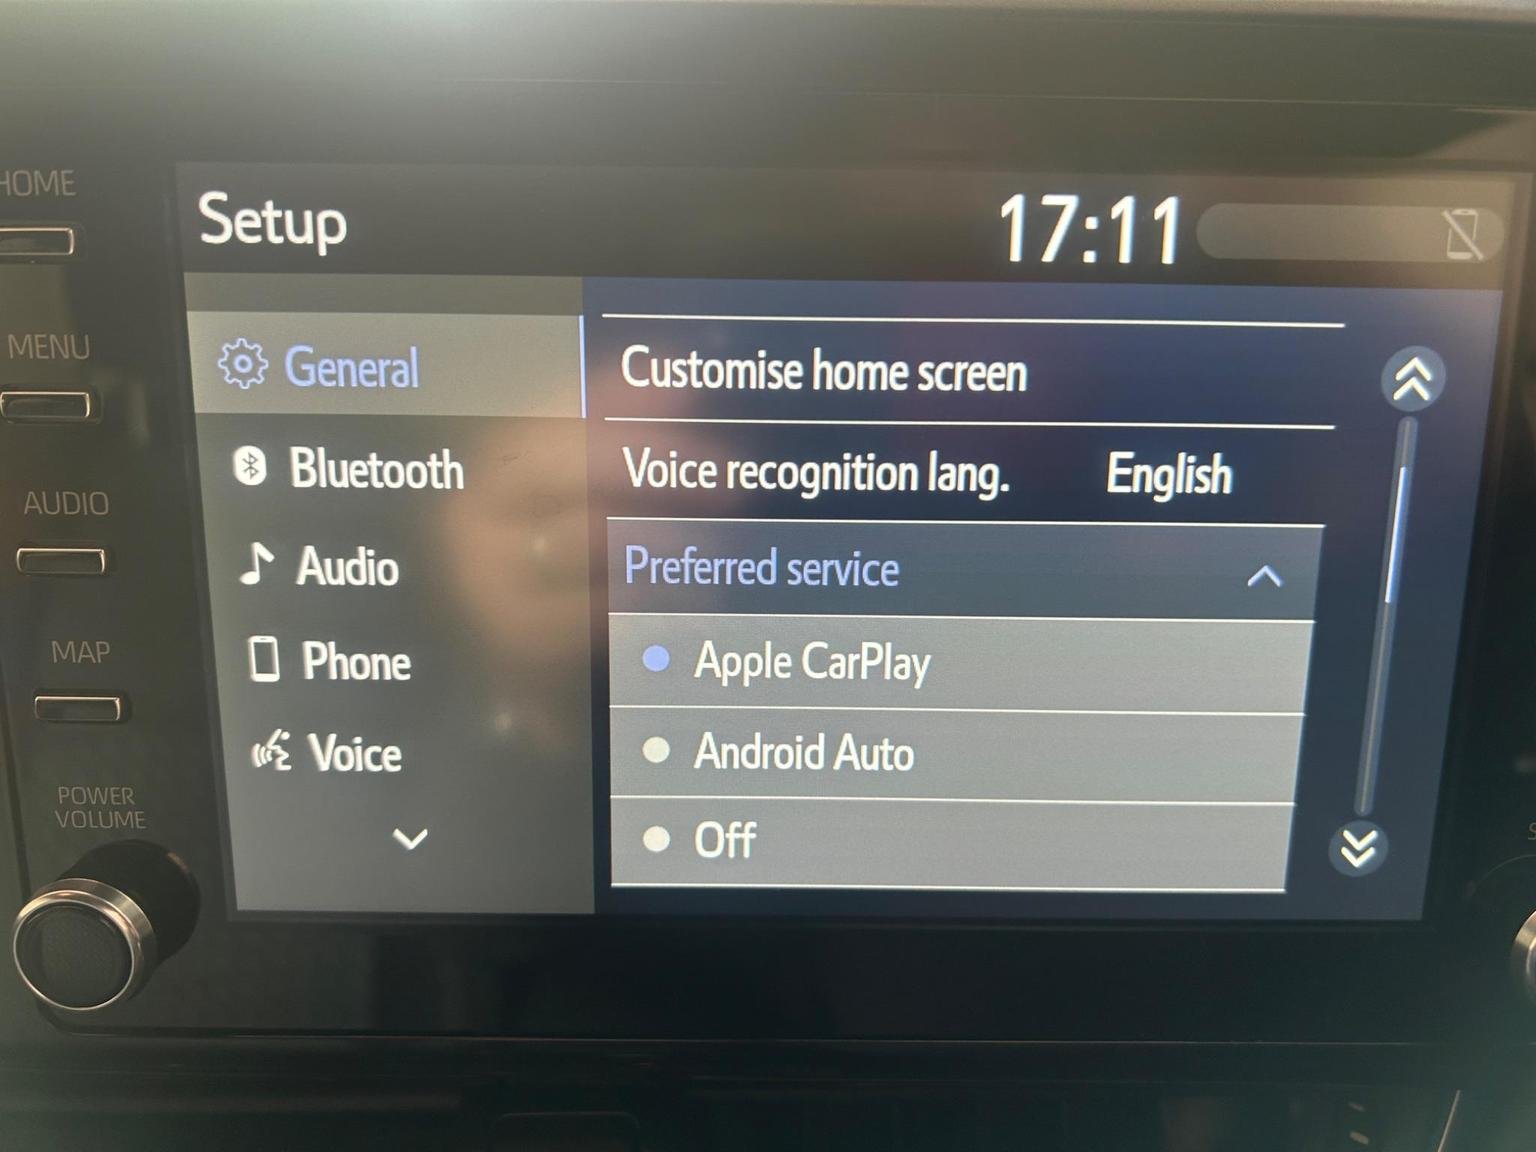 HOME
MENU
AUDIO
MAP
POWER
VOLUME
Setup
17:11
General
Bluetooth
Audio
Phone
Voice
Customise home screen
Voice recognition lang. English
Preferred service
Apple CarPlay
Android Auto
Off